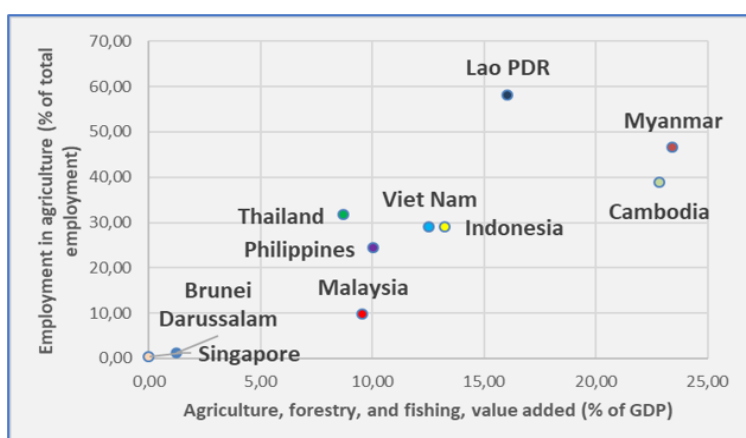 Employment in agriculture (% of total
employment)
70,00
60,00
50,00
40,00
30,00
20,00
10,00
0,00
Lao PDR
Myanmar
Cambodia
Viet Nam
Thailand
Indonesia
Philippines
Malaysia
Brunei
Darussalam
Singapore
0,00
5,00
10,00
15,00
20,00
25,00
Agriculture, forestry, and fishing, value added (% of GDP)